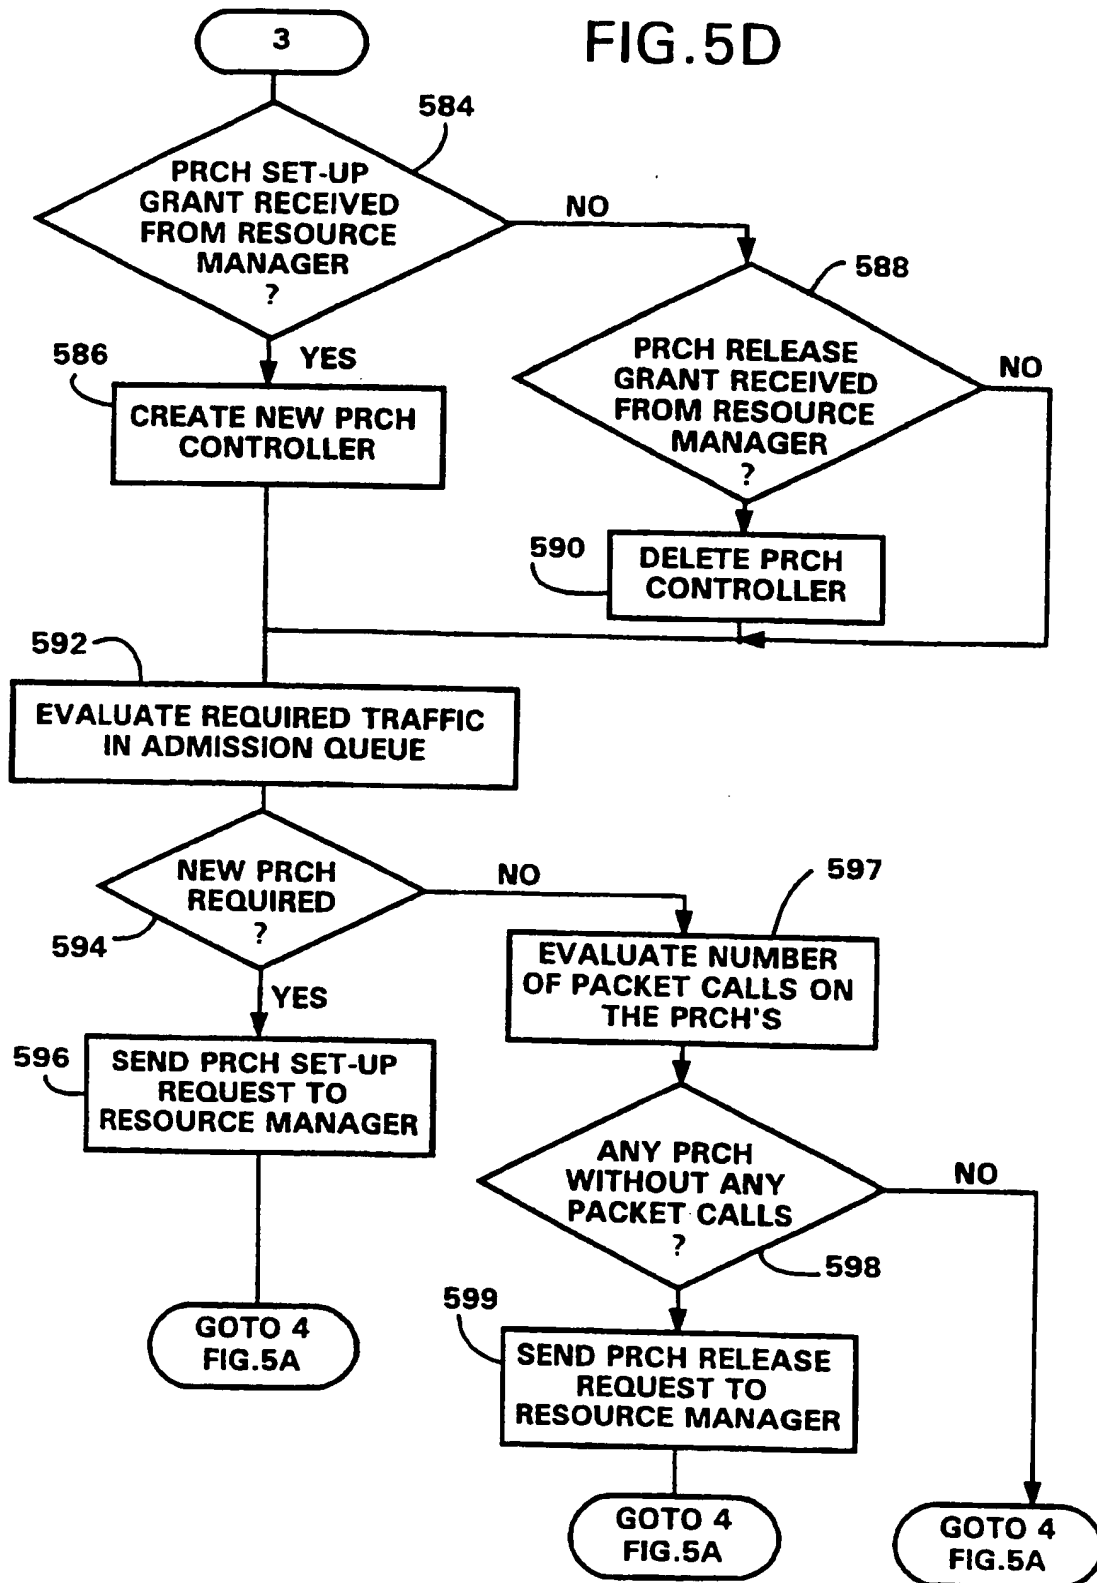 FIG.5D
3
584
PRCH SET-UP
GRANT RECEIVED
FROM RESOURCE
MANAGER
?
NO
YES
588
PRCH RELEASE
GRANT RECEIVED
FROM RESOURCE
MANAGER
?
NO
586
CREATE NEW PRCH
CONTROLLER
590
DELETE PRCH
CONTROLLER
592
EVALUATE REQUIRED TRAFFIC
IN ADMISSION QUEUE
NEW PRCH
REQUIRED
?
594
NO
YES
597
EVALUATE NUMBER
OF PACKET CALLS ON
THE PRCH'S
596
SEND PRCH SET-UP
REQUEST TO
RESOURCE MANAGER
ANY PRCH
WITHOUT ANY
PACKET CALLS
?
NO
598
599
SEND PRCH RELEASE
REQUEST TO
RESOURCE MANAGER
GOTO 4
FIG.5A
GOTO 4
FIG.5A
GOTO 4
FIG.5A